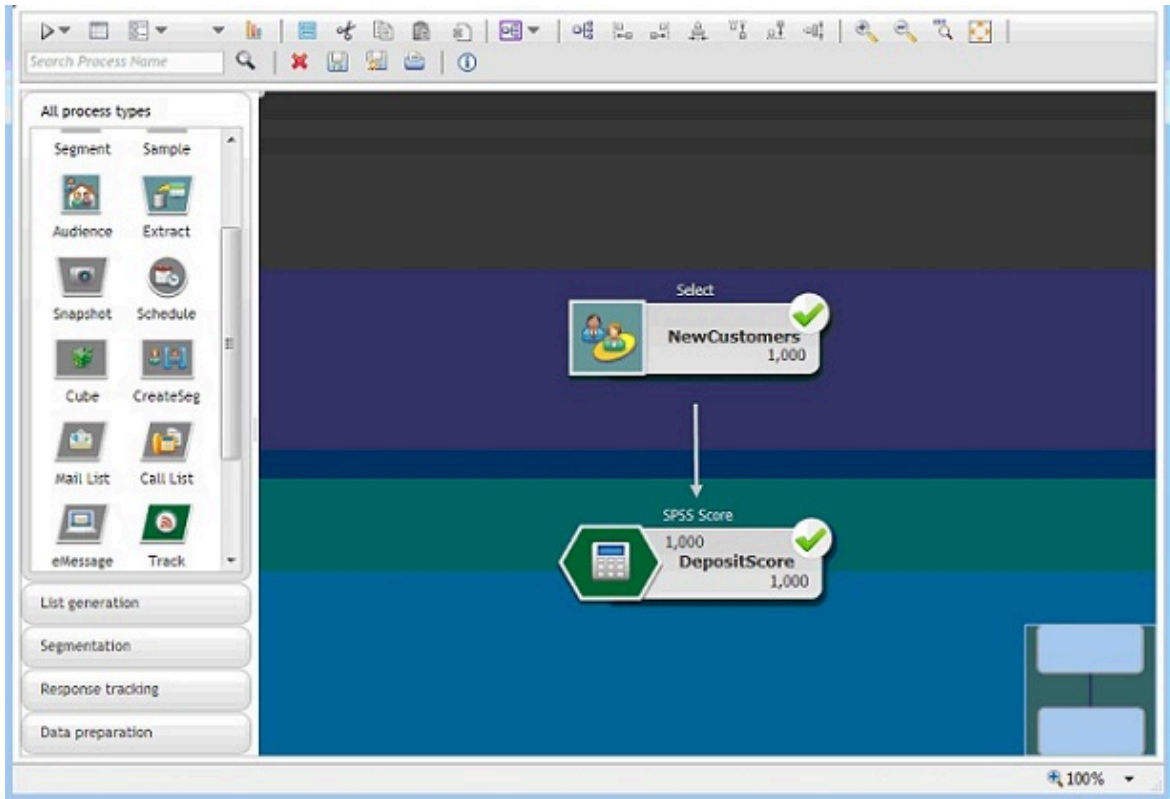 Search Process Name
All process types
Segment Sample
Audience Extract
Snapshot Schedule
Cube CreateSeg
Mail List Call List
eMessage Track
List generation
Segmentation
Response tracking
Data preparation
Select
NewCustomers
1,000
SPSS Score
1,000
DepositScore
1,000
100%